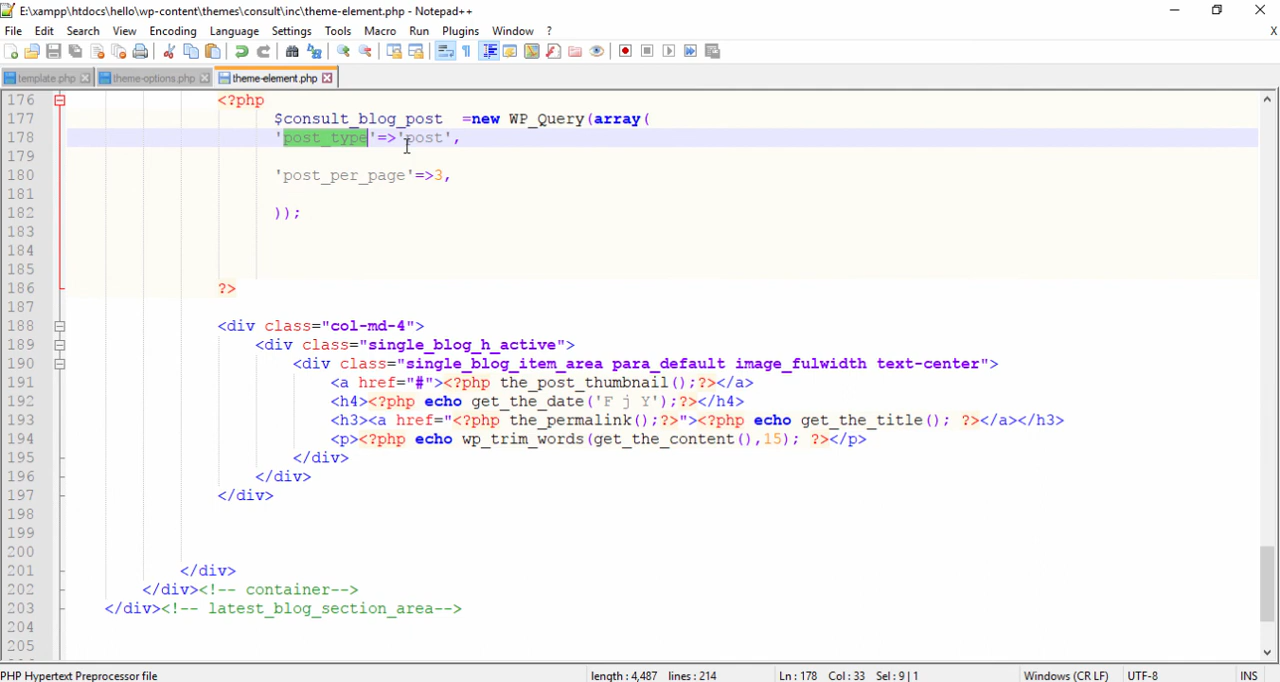 E:\xampp\htdocs\hello\wp-content\themes\consult\inc\theme-element.php - Notepad++
File Edit Search View Encoding Language Settings Tools Macro Run Plugins Window ? X
template.php theme-options.php theme-element.php
176 <?php
177 $consult_blog_post =new WP_Query(array(
178 'post_type'=>'post',
179
180 'post_per_page'=>3,
181
182 ));
183
184
185
186 ?>
187
188 <div class="col-md-4">
189 <div class="single_blog_h_active">
190 <div class="single_blog_item_area para_default image_fulwidth text-center">
191 <a href="#"><?php the_post_thumbnail();?></a>
192 <h4><?php echo get_the_date('F j Y');?></h4>
193 <h3><a href="<?php the_permalink();?>"><?php echo get_the_title(); ?></a></h3>
194 <p><?php echo wp_trim_words(get_the_content(),15); ?></p>
195 </div>
196 </div>
197 </div>
198
199
200
201 </div>
202 </div><!-- container-->
203 </div><!-- latest_blog_section_area-->
204
205
PHP Hypertext Preprocessor file length : 4,487 lines : 214 Ln : 178 Col : 33 Sel : 9 | 1 Windows (CR LF) UTF-8 INS